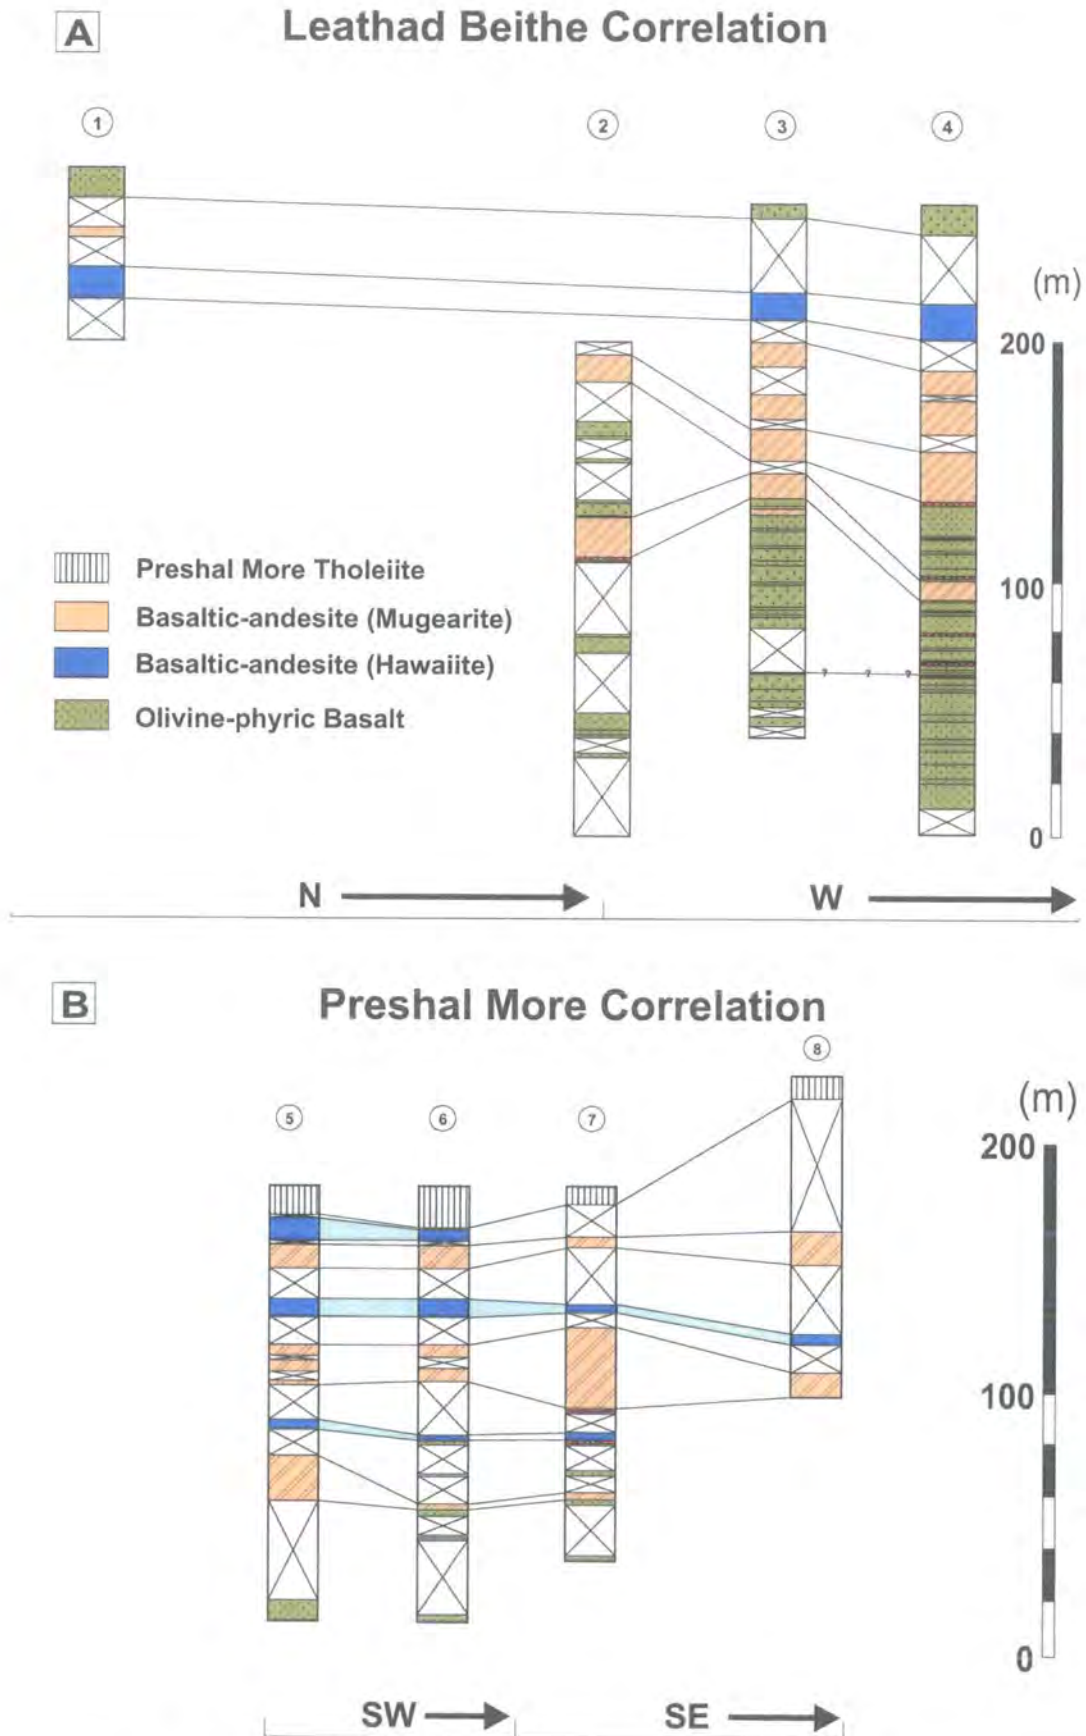 A
Leathad Beithe Correlation
1
2
3
4
(m)
200
100
0
Preshal More Tholeiite
Basaltic-andesite (Mugearite)
Basaltic-andesite (Hawaiite)
Olivine-phyric Basalt
? ? ?
N
W
B
Preshal More Correlation
8
5
6
7
(m)
200
100
0
SW
SE